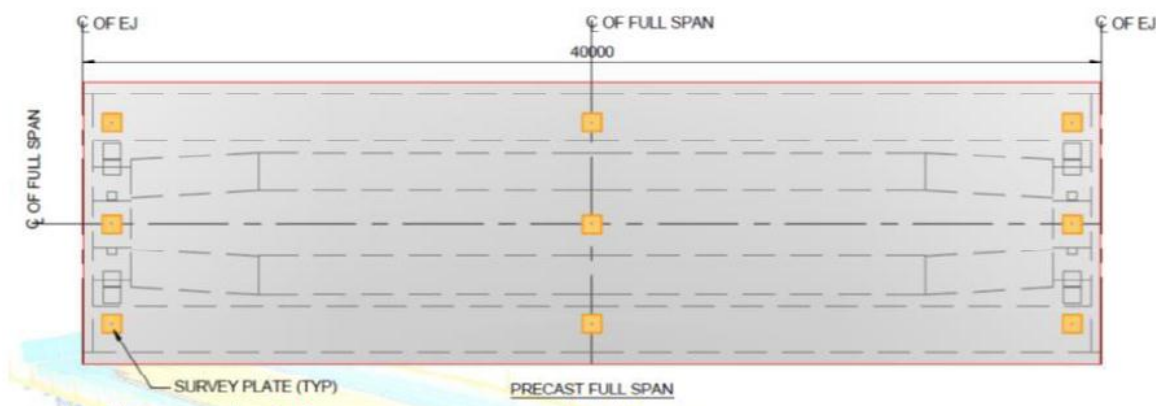 ℄ OF EJ
℄ OF FULL SPAN
℄ OF EJ
40000
℄ OF FULL SPAN
SURVEY PLATE (TYP)
PRECAST FULL SPAN